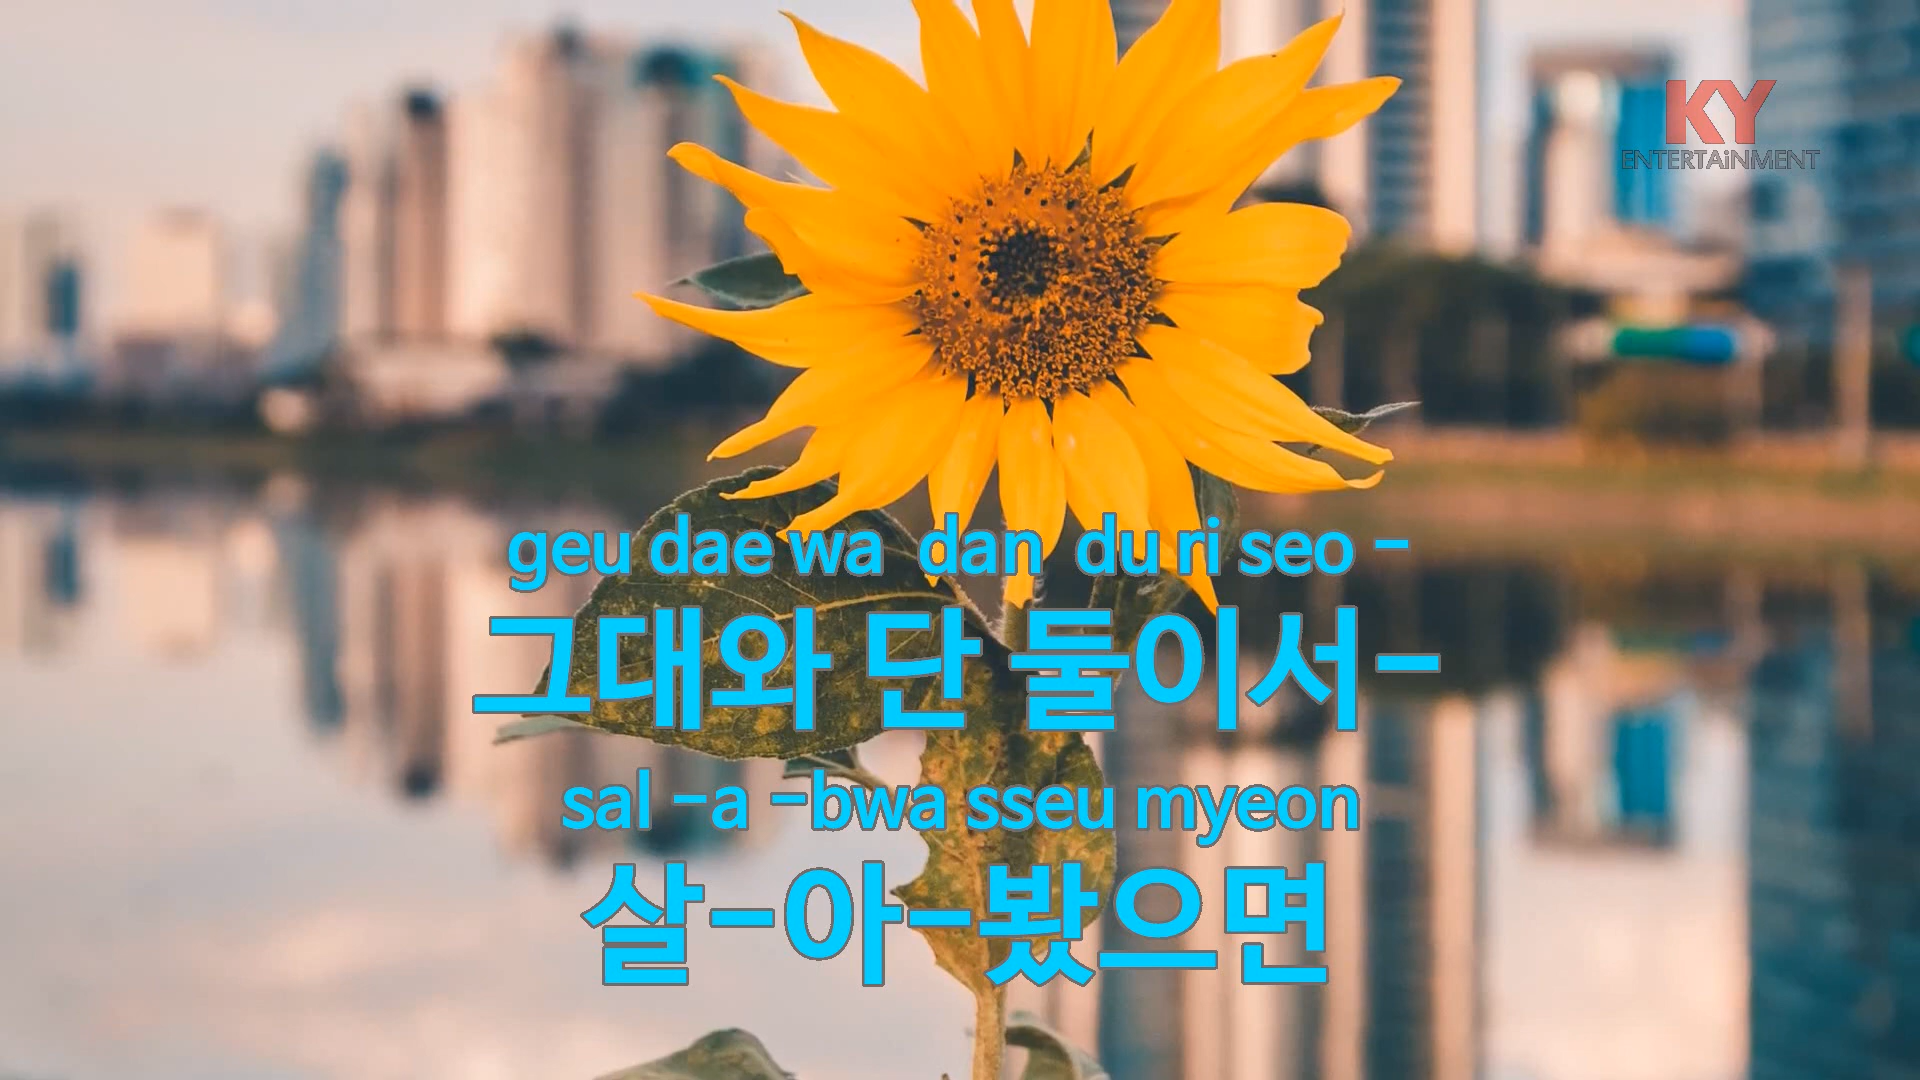 KY
ENTERTAiNMENT
geu dae wa dan du ri seo -
그대와 단 둘이서-
sal -a -bwa sseu myeon
살-아-봤으면